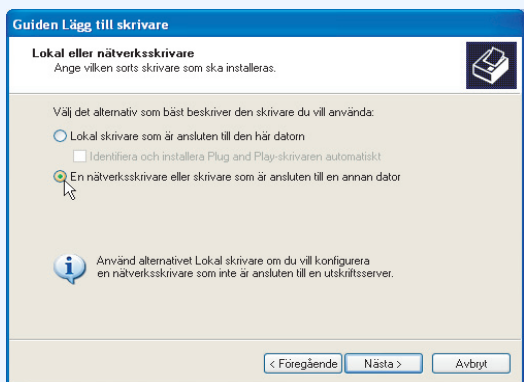 Guiden Lägg till skrivare
Lokal eller nätverksskrivare
Ange vilken sorts skrivare som ska installeras.
Välj det alternativ som bäst beskriver den skrivare du vill använda:
Lokal skrivare som är ansluten till den här datorn
Identifiera och installera Plug and Play-skrivaren automatiskt
En nätverksskrivare eller skrivare som är ansluten till en annan dator
Använd alternativet Lokal skrivare om du vill konfigurera
en nätverksskrivare som inte är ansluten till en utskriftsserver.
< Föregående Nästa > Avbryt